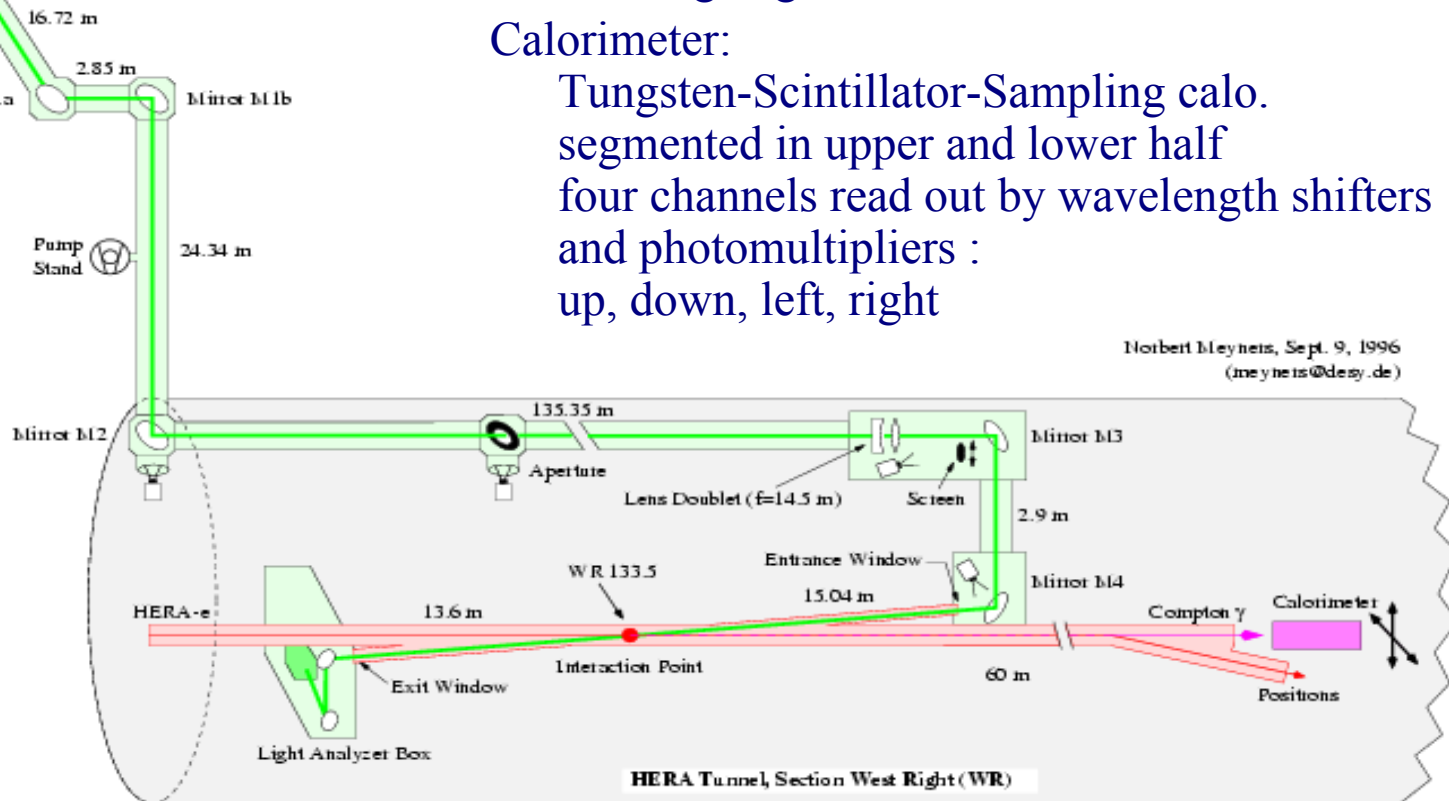 16.72 m
Calorimeter:
2.85 m
Mirror M1b
Tungsten-Scintillator-Sampling calo.
segmented in upper and lower half
four channels read out by wavelength shifters
and photomultipliers :
up, down, left, right
Pump
Stand
24.34 m
Norbert Meyners, Sept. 9, 1996
(meyners@desy.de)
Mirror M2
135.35 m
Mirror M3
Aperture
Lens Doublet (f=14.5 m)
Screen
2.9 m
Entrance Window
WR 133.5
Mirror M4
HERA-e
13.6 m
15.04 m
Compton γ
Calorimeter
Interaction Point
60 m
Exit Window
Positrons
Light Analyzer Box
HERA Tunnel, Section West Right (WR)